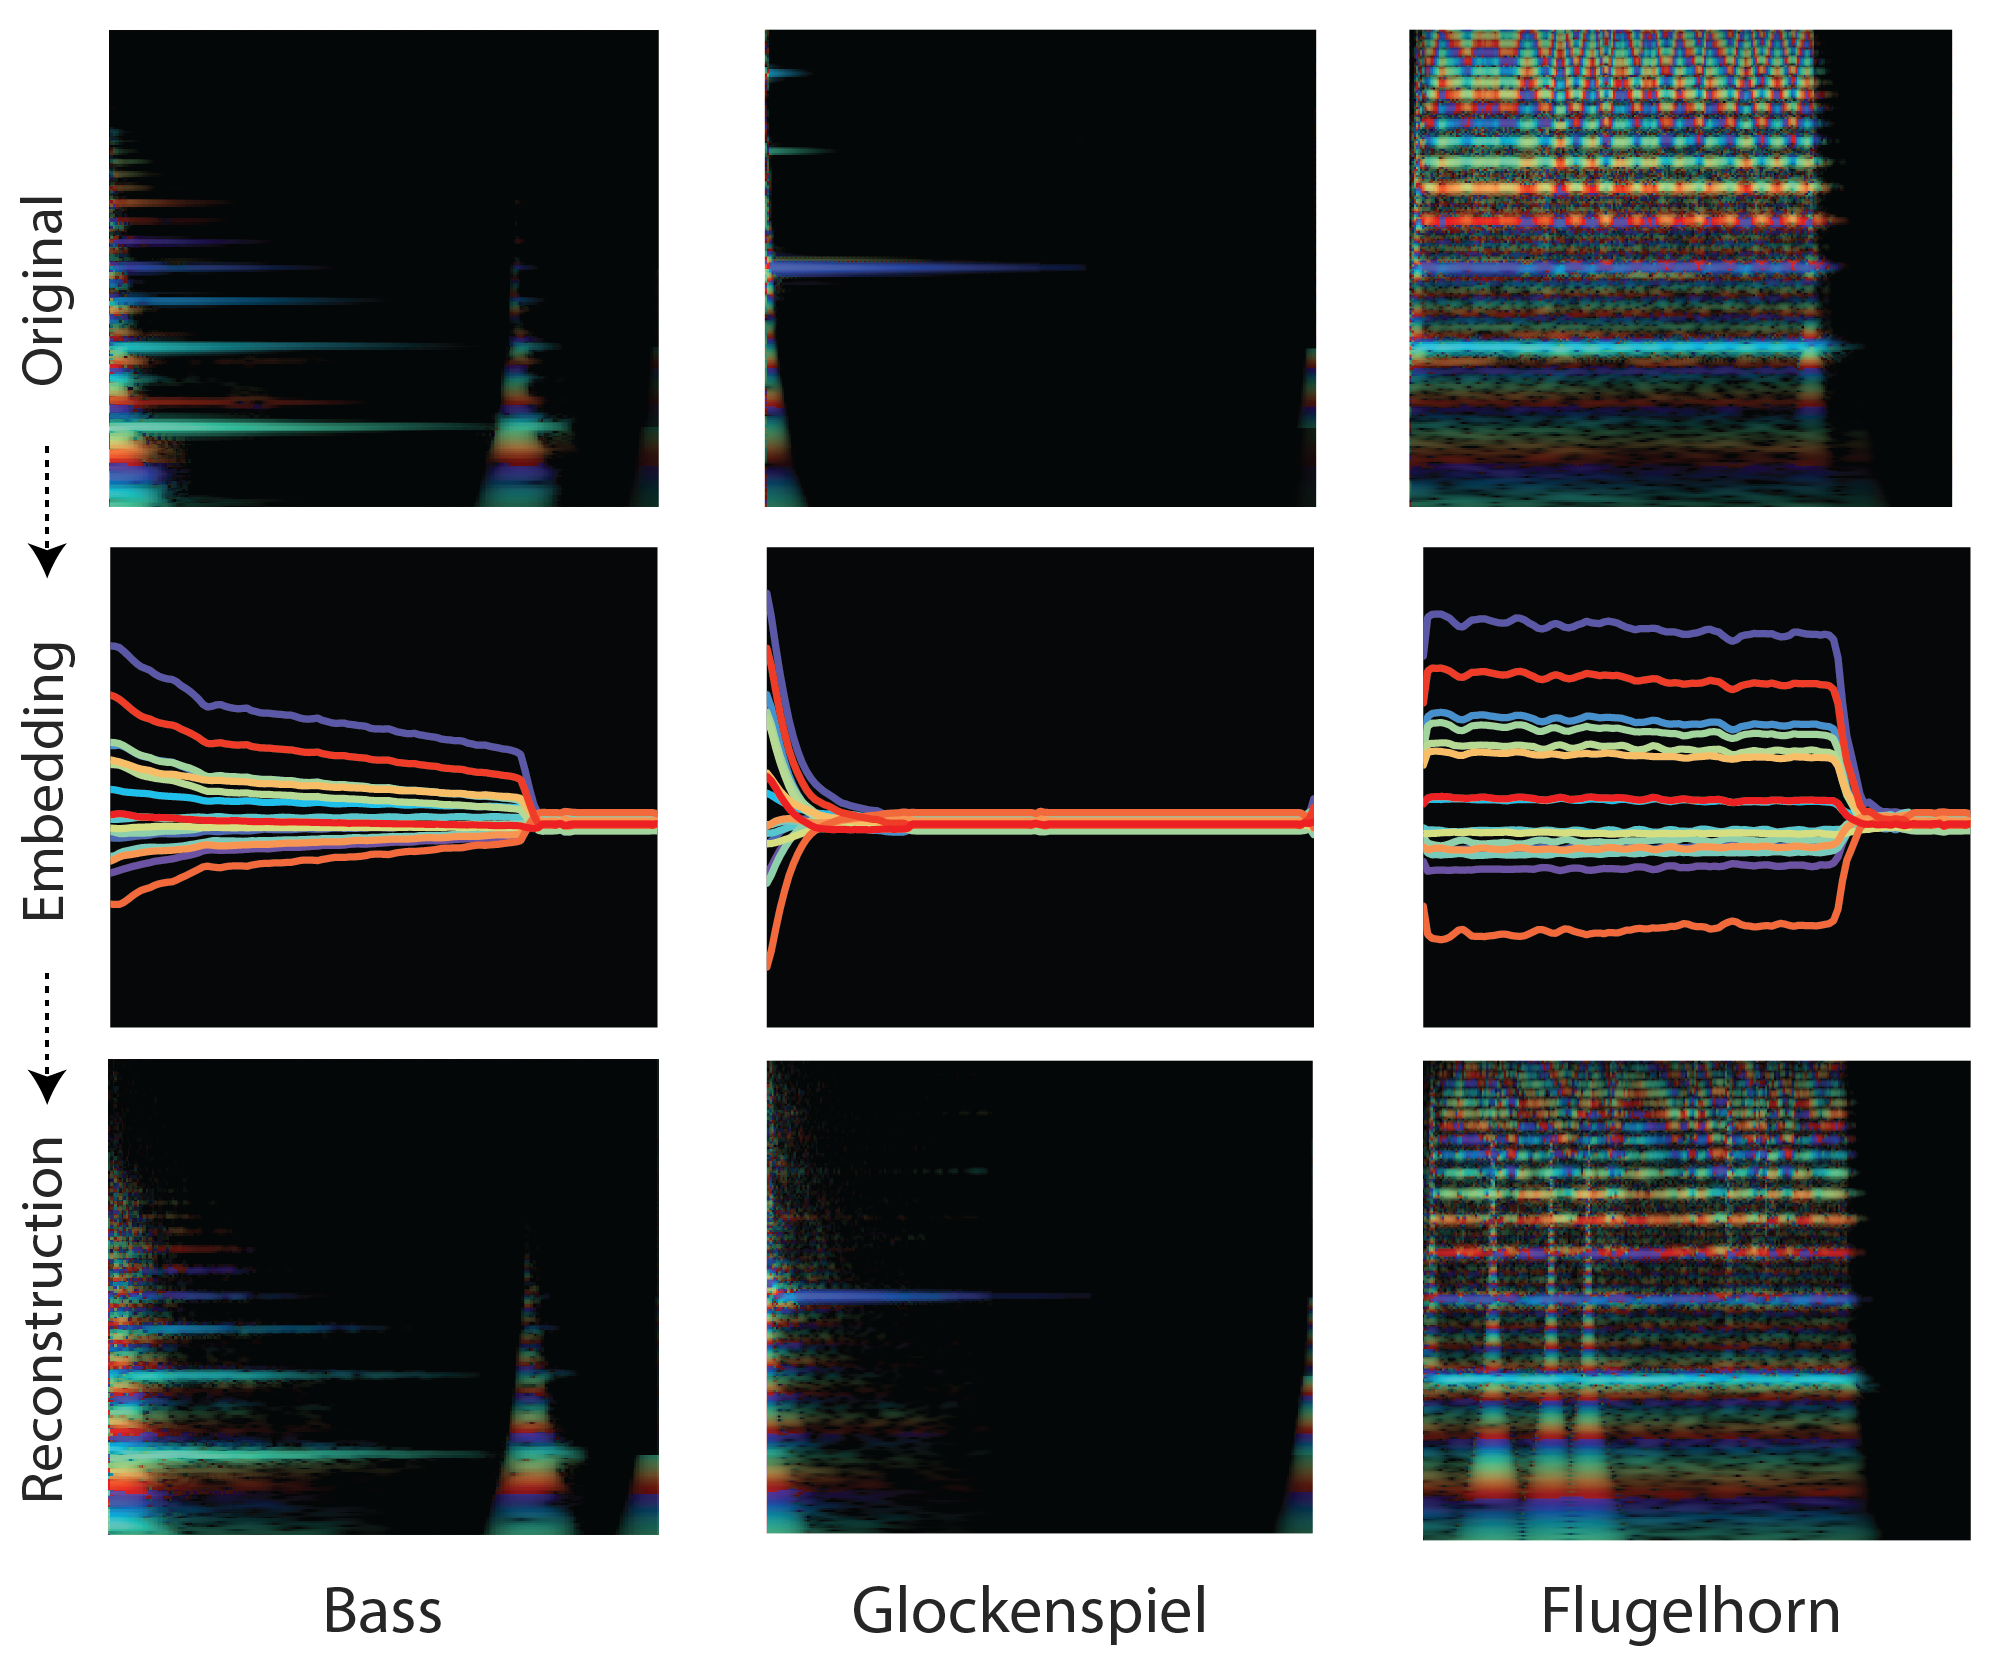 Original
Embedding
Reconstruction
Bass
Glockenspiel
Flugelhorn